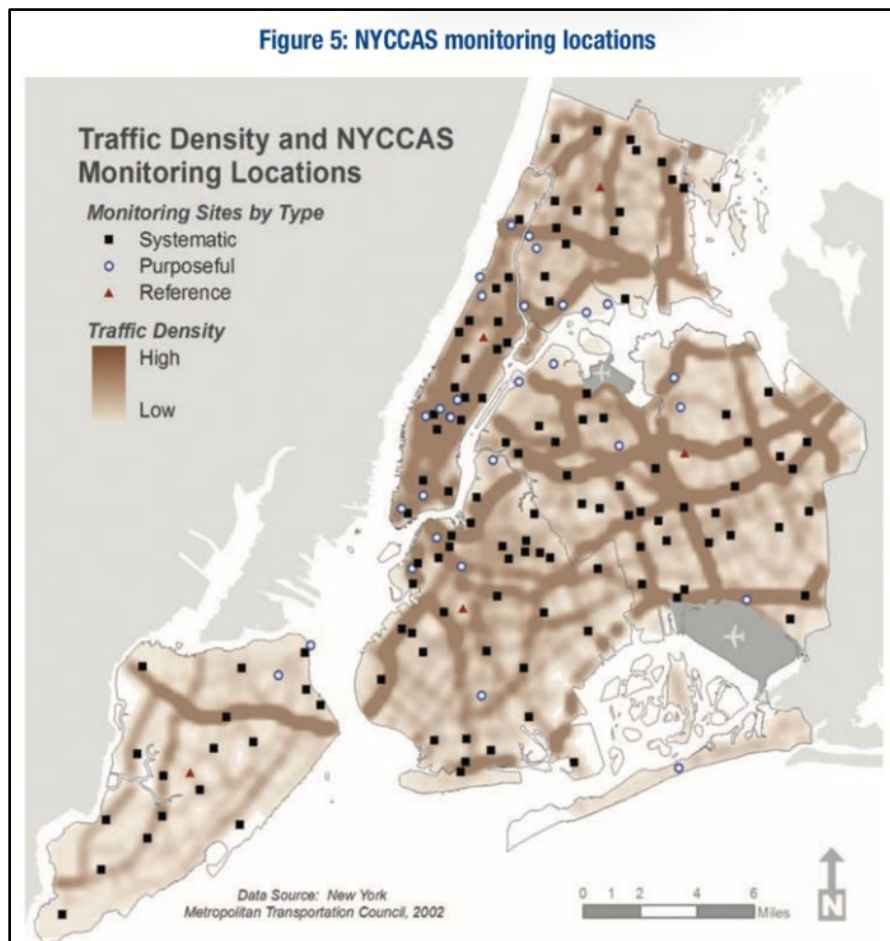 Figure 5: NYCCAS monitoring locations
Traffic Density and NYCCAS
Monitoring Locations
Monitoring Sites by Type
Systematic
Purposeful
Reference
Traffic Density
High
Low
Data Source: New York
Metropolitan Transportation Council, 2002
0 1 2 4 6
Miles
N